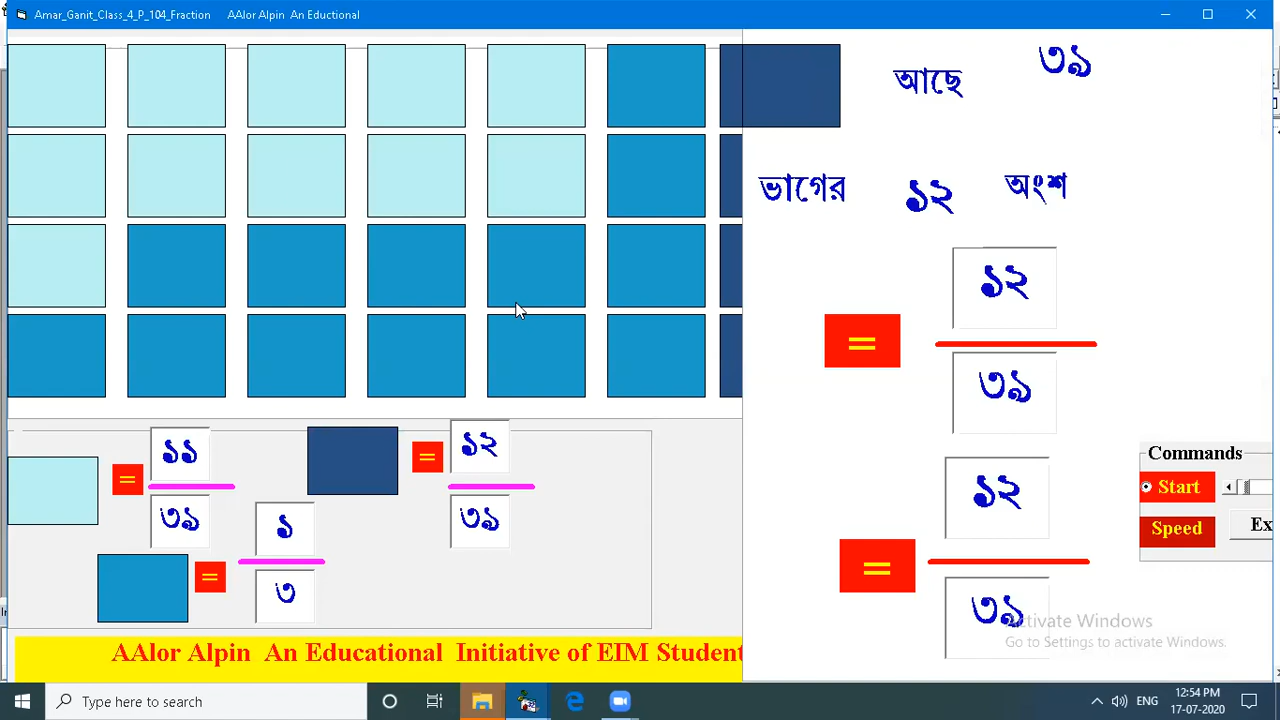 Amar_Ganit_Class_4_P_104_Fraction AAlor Alpin An Eductional
আছে ৩৯
ভাগের ১২ অংশ
=
১২
৩৯
=
১২
৩৯
=
১১
৩৯
=
১২
৩৯
=
১
৩
Commands
Start
Speed
Ex
Activate Windows
Go to Settings to activate Windows.
AAlor Alpin An Educational Initiative of EIM Student
Type here to search
ENG
12:54 PM
17-07-2020